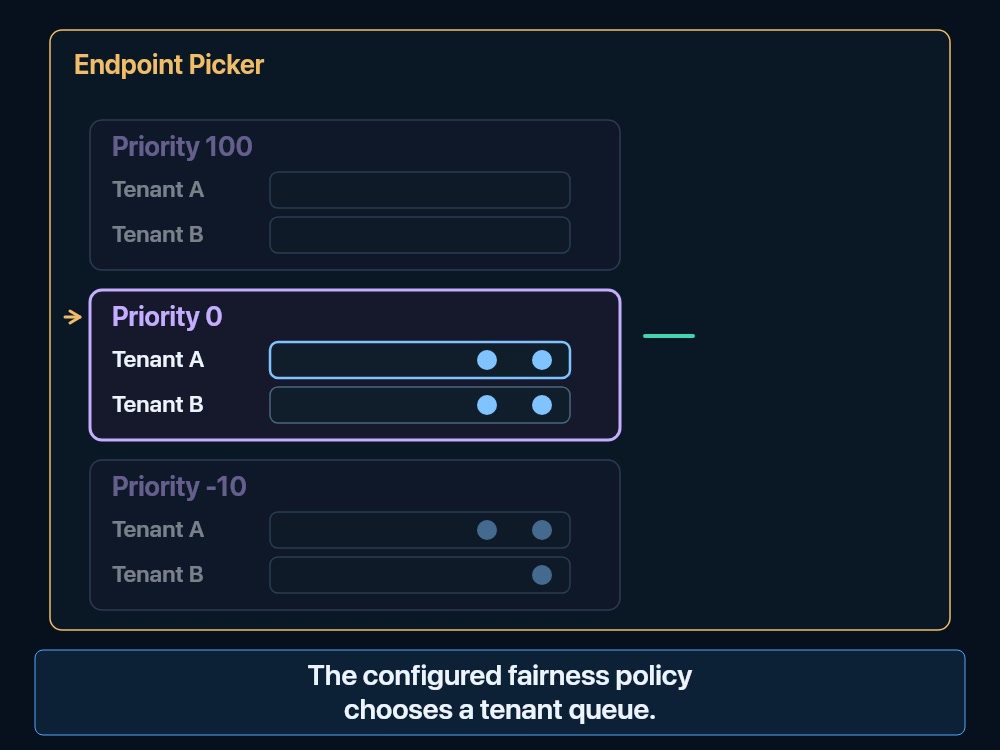 Endpoint Picker
Priority 100
Tenant A
Tenant B
Priority 0
Tenant A
Tenant B
Priority -10
Tenant A
Tenant B
The configured fairness policy
chooses a tenant queue.